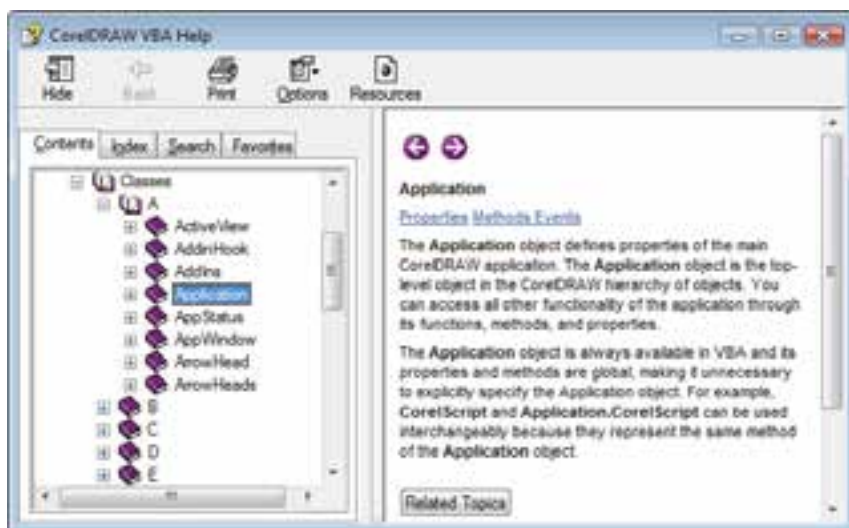 CorelDRAW VBA Help
Hide Back Print Options Resources
Contents Index Search Favorites
Classes
A
ActiveView
AddinHook
AddIns
Application
AppStatus
AppWindow
ArrowHead
ArrowHeads
B
C
D
E
Application
Properties Methods Events
The Application object defines properties of the main
CorelDRAW application. The Application object is the top-
level object in the CorelDRAW hierarchy of objects. You
can access all other functionality of the application through
its functions, methods, and properties.
The Application object is always available in VBA and its
properties and methods are global, making it unnecessary
to explicitly specify the Application object. For example,
CorelScript and Application.CorelScript can be used
interchangeably because they represent the same method
of the Application object.
Related Topics